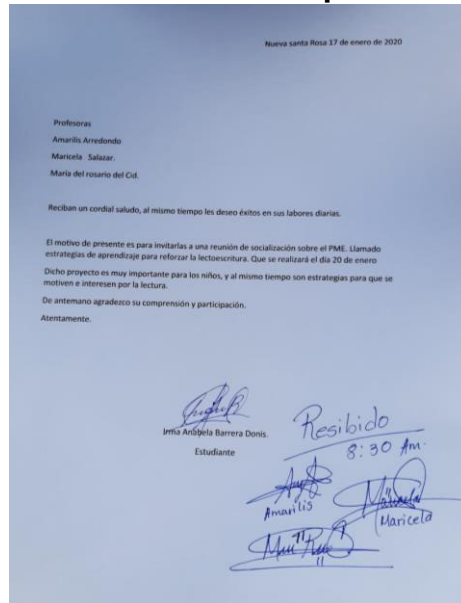 Nueva santa Rosa 17 de enero de 2020
Profesoras
Amarilis Arredondo
Maricela Salazar.
María del rosario del Cid.
Reciban un cordial saludo, al mismo tiempo les deseo éxitos en sus labores diarias.
El motivo de presente es para invitarlas a una reunión de socialización sobre el PME. Llamado
estrategias de aprendizaje para reforzar la lectoescritura. Que se realizará el día 20 de enero
Dicho proyecto es muy importante para los niños, y al mismo tiempo son estrategias para que se
motiven e interesen por la lectura.
De antemano agradezco su comprensión y participación.
Atentamente.
Irma Anabela Barrera Donis.
Estudiante
Resibido
8:30 Am.
Amarilis
Maricela